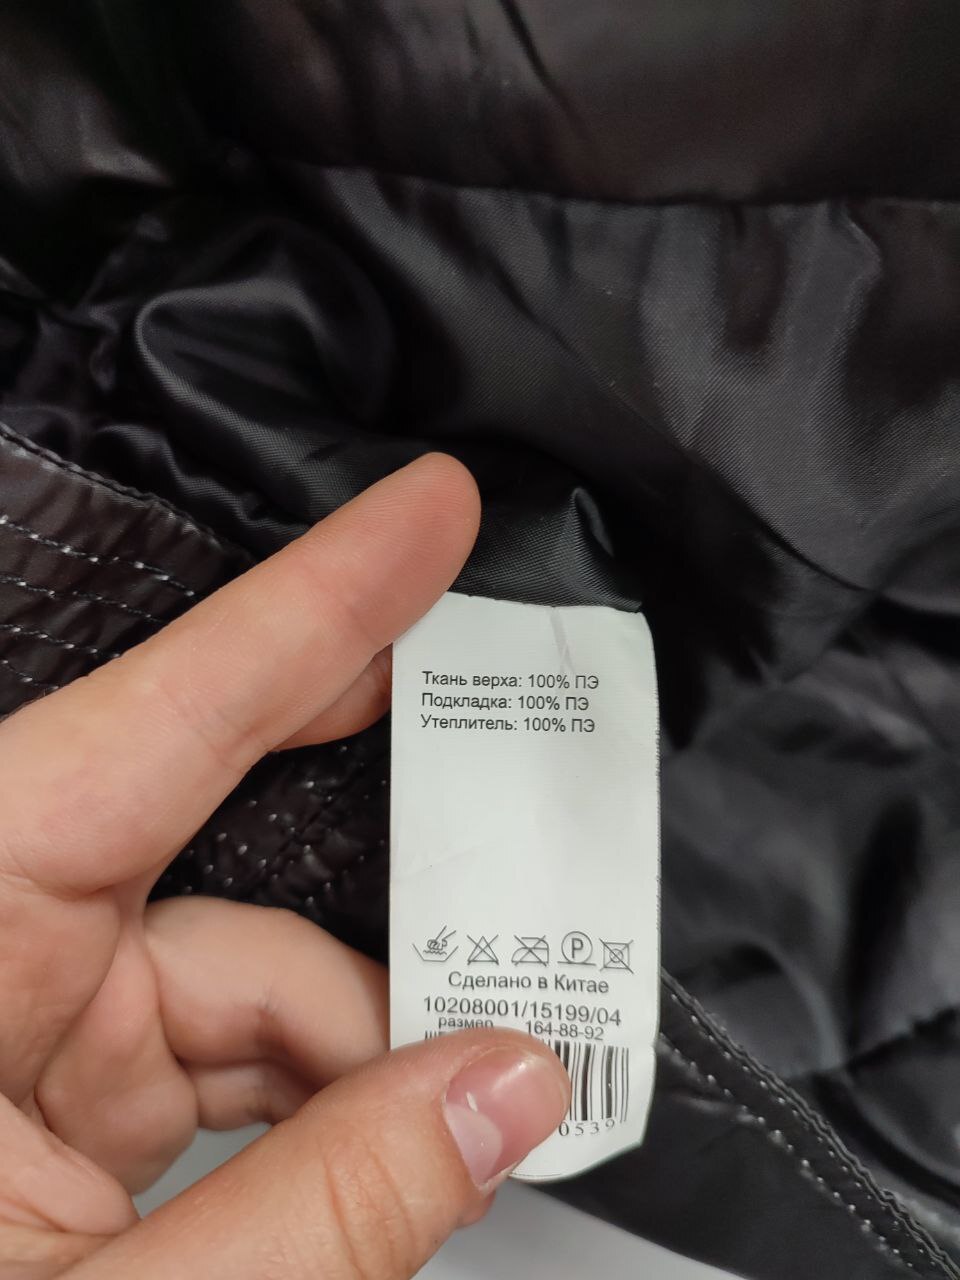 Ткань верха: 100% ПЭ
Подкладка: 100% ПЭ
Утеплитель: 100% ПЭ
P
Сделано в Китае
10208001/15199/04
размер 164-88-92
0539